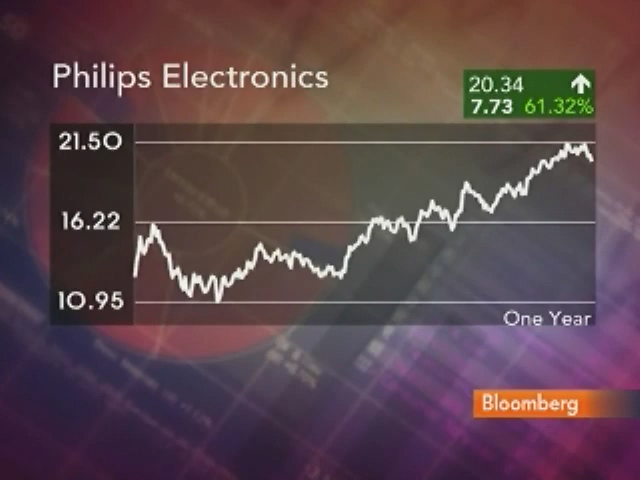 Philips Electronics
20.34
7.73 61.32%
21.50
16.22
10.95
One Year
Bloomberg